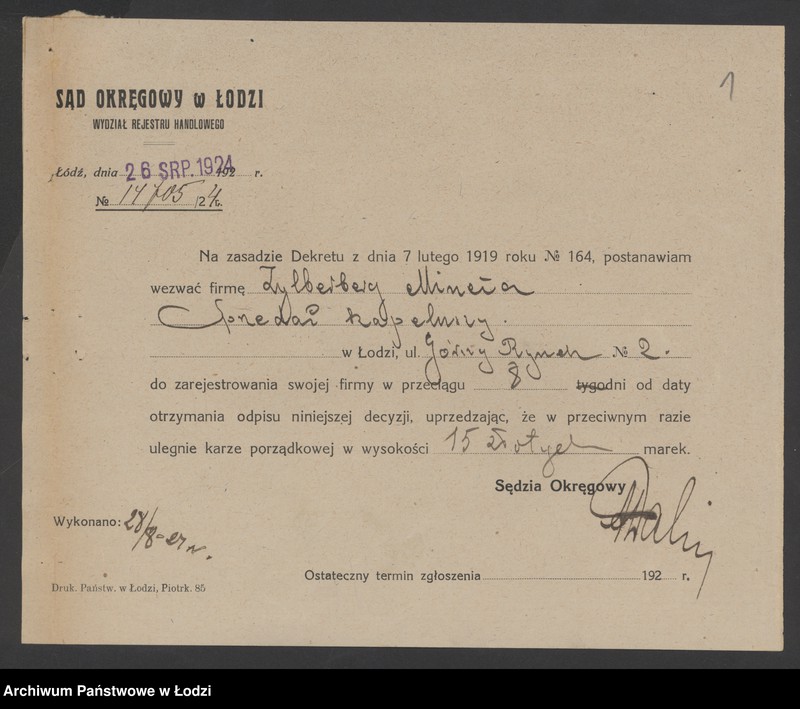 1
SĄD OKRĘGOWY w ŁODZI
WYDZIAŁ REJESTRU HANDLOWEGO
Łódź, dnia 26 SRP. 1924 192 r.
№ 14705/24 r.
Na zasadzie Dekretu z dnia 7 lutego 1919 roku № 164, postanawiam
wezwać firmę Zylberberg Minera
Sprzedaż kapeluszy.
w Łodzi, ul. Górny Rynek № 2.
do zarejestrowania swojej firmy w przeciągu 8 tygodni od daty
otrzymania odpisu niniejszej decyzji, uprzedzając, że w przeciwnym razie
ulegnie karze porządkowej w wysokości 15 złotych marek.
Sędzia Okręgowy
Wykonano: 28/8-24 r.
Ostateczny termin zgłoszenia 192 r.
Druk. Państw. w Łodzi, Piotrk. 85
Archiwum Państwowe w Łodzi